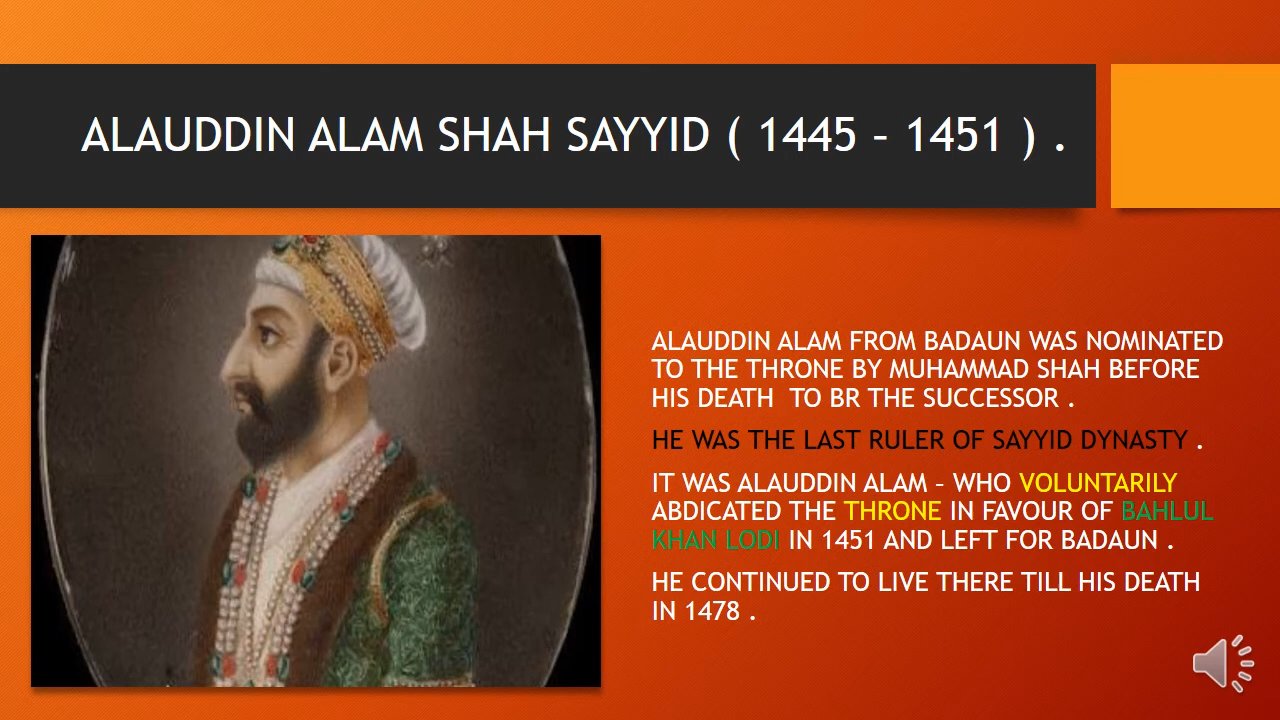 ALAUDDIN ALAM SHAH SAYYID ( 1445 – 1451 ) .
ALAUDDIN ALAM FROM BADAUN WAS NOMINATED
TO THE THRONE BY MUHAMMAD SHAH BEFORE
HIS DEATH  TO BR THE SUCCESSOR .
HE WAS THE LAST RULER OF SAYYID DYNASTY .
IT WAS ALAUDDIN ALAM – WHO VOLUNTARILY
ABDICATED THE THRONE IN FAVOUR OF BAHLUL
KHAN LODI IN 1451 AND LEFT FOR BADAUN .
HE CONTINUED TO LIVE THERE TILL HIS DEATH
IN 1478 .